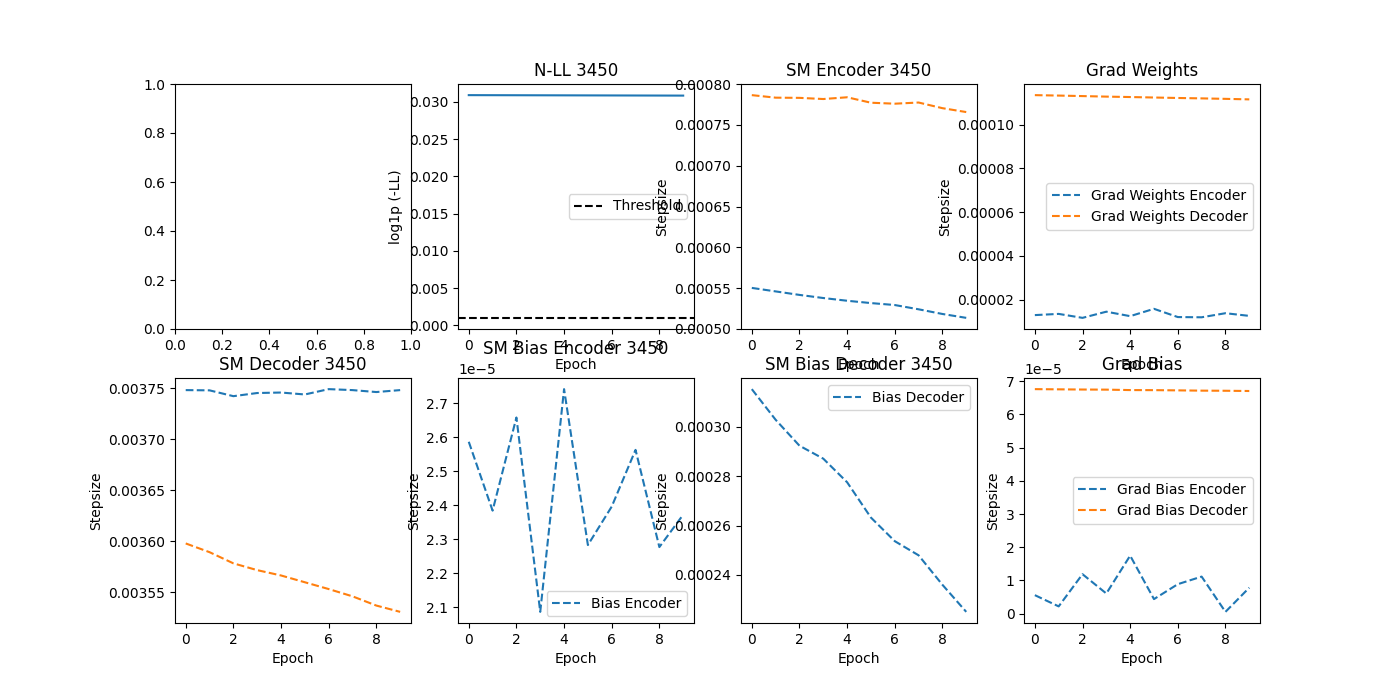 N-LL 3450
SM Encoder 3450
Grad Weights
1.0
0.8
0.6
0.4
0.2
0.0
0.0 0.2 0.4 0.6 0.8 1.0
log1p (-LL)
0.030
0.025
0.020
0.015
0.010
0.005
0.000
Threshold
0 2 4 6 8
Epoch
Stepsize
0.00080
0.00075
0.00070
0.00065
0.00060
0.00055
0.00050
0 2 4 6 8
Epoch
Stepsize
0.00010
0.00008
0.00006
0.00004
0.00002
Grad Weights Encoder
Grad Weights Decoder
0 2 4 6 8
Epoch
SM Decoder 3450
Stepsize
0.00375
0.00370
0.00365
0.00360
0.00355
0 2 4 6 8
Epoch
SM Bias Encoder 3450
1e−5
Stepsize
2.7
2.6
2.5
2.4
2.3
2.2
2.1
Bias Encoder
0 2 4 6 8
Epoch
SM Bias Decoder 3450
Stepsize
0.00030
0.00028
0.00026
0.00024
Bias Decoder
0 2 4 6 8
Epoch
Grad Bias
1e−5
Stepsize
7
6
5
4
3
2
1
0
Grad Bias Encoder
Grad Bias Decoder
0 2 4 6 8
Epoch